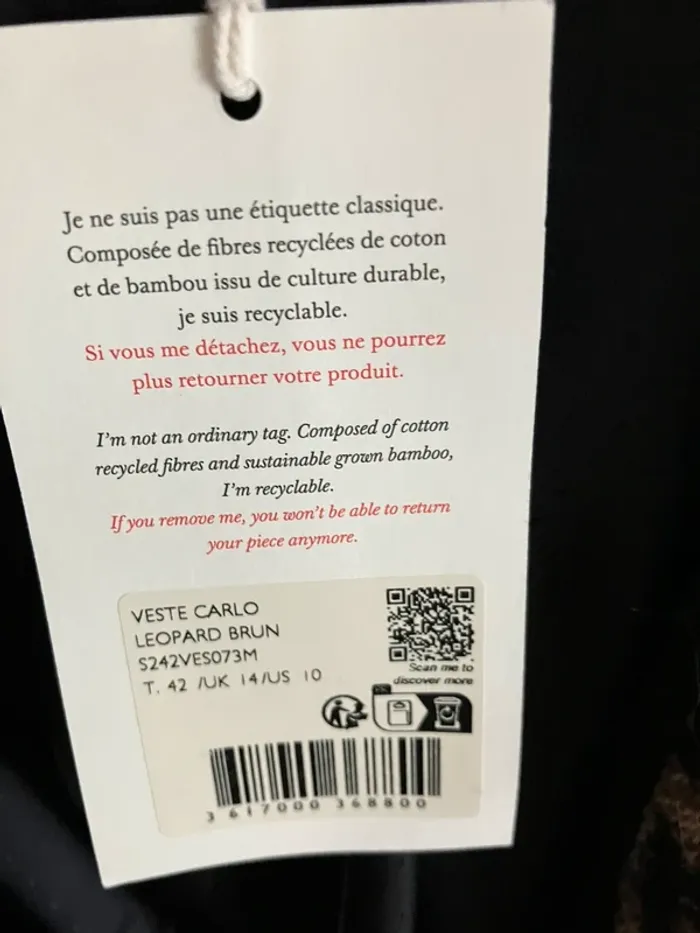 Je ne suis pas une étiquette classique.
Composée de fibres recyclées de coton
et de bambou issu de culture durable,
je suis recyclable.
Si vous me détachez, vous ne pourrez
plus retourner votre produit.
I'm not an ordinary tag. Composed of cotton
recycled fibres and sustainable grown bamboo,
I'm recyclable.
If you remove me, you won't be able to return
your piece anymore.
VESTE CARLO
LEOPARD BRUN
S242VES073M
T. 42 /UK 14/US 10
Scan me to
discover more
3 617000 368800